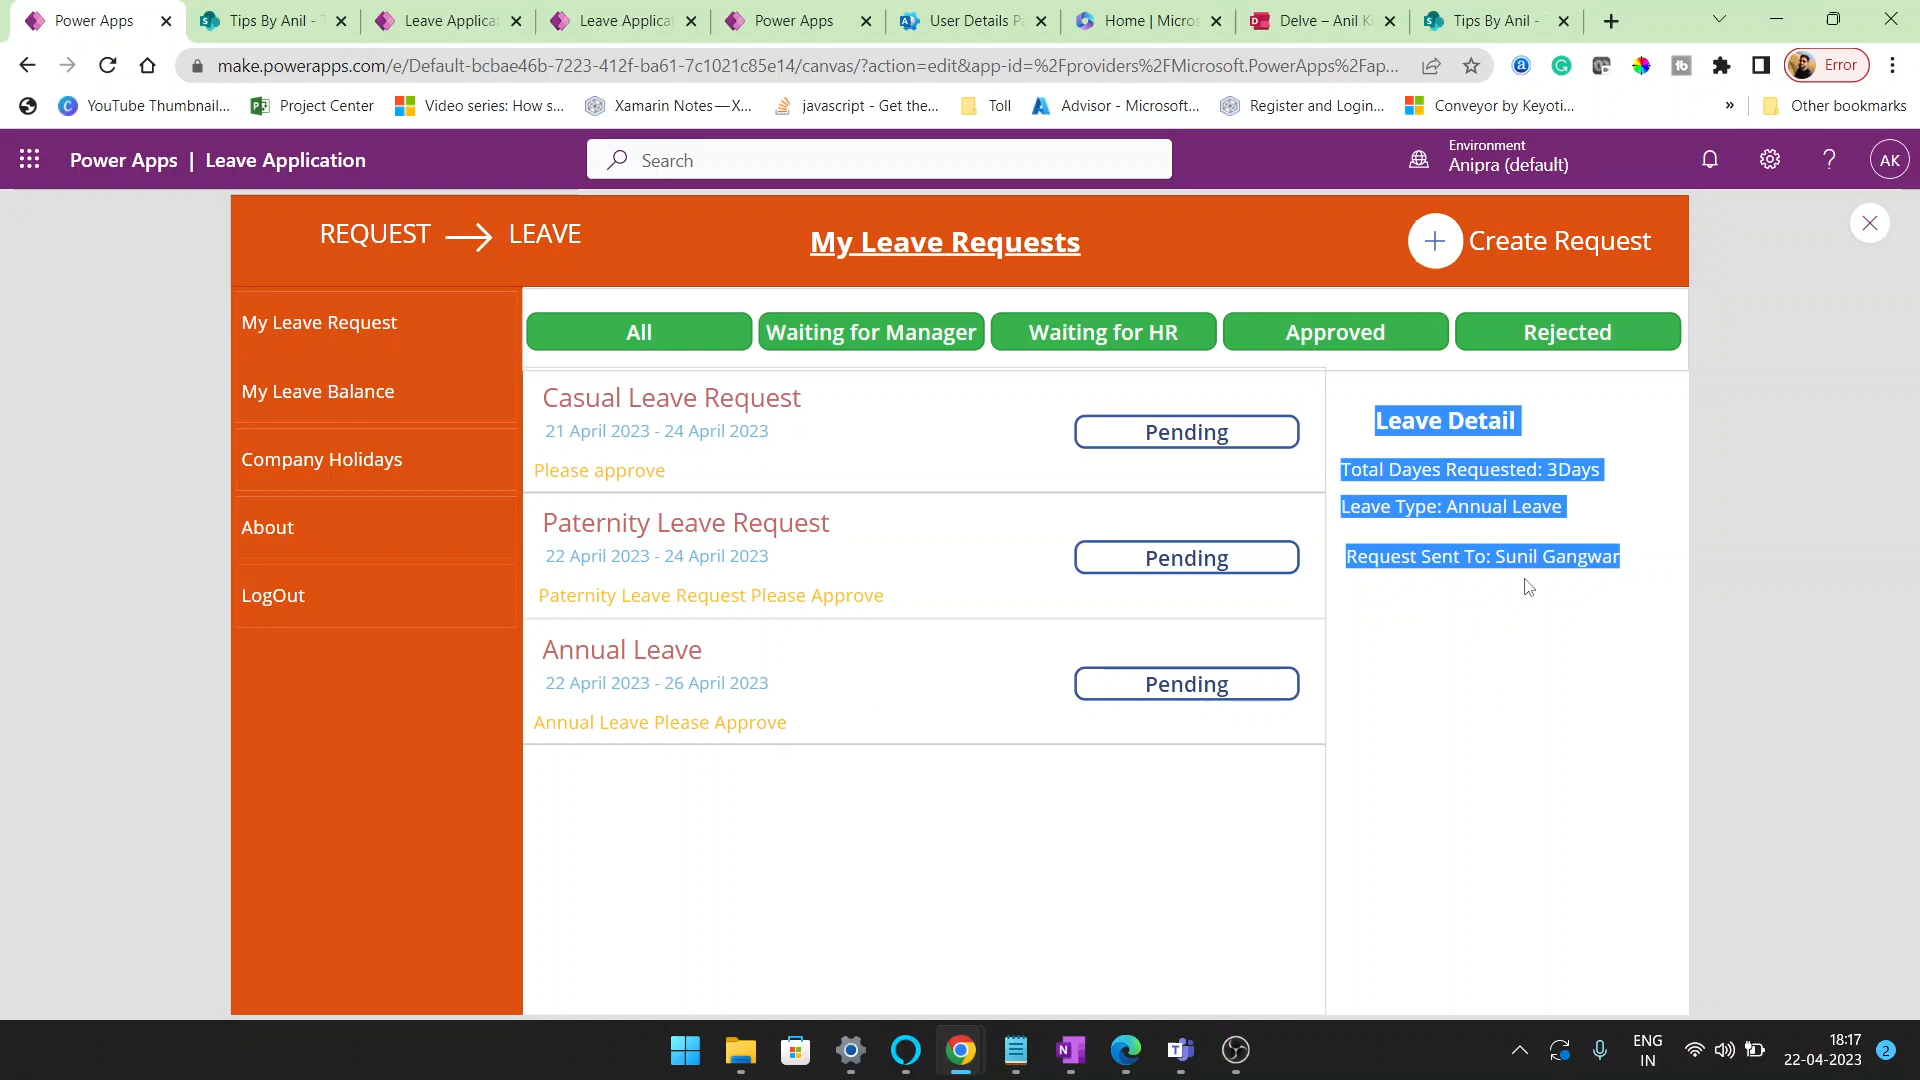 Power Apps
Tips By Anil - T
Leave Applicat
Leave Applicat
Power Apps
User Details Pa
Home | Micros
Delve – Anil K
Tips By Anil -
make.powerapps.com/e/Default-bcbae46b-7223-412f-ba61-7c1021c85e14/canvas/?action=edit&app-id=%2Fproviders%2FMicrosoft.PowerApps%2Fap...
Error
YouTube Thumbnail...
Project Center
Video series: How s...
Xamarin Notes—X...
javascript - Get the...
Toll
Advisor - Microsoft...
Register and Login...
Conveyor by Keyoti...
»
Other bookmarks
Power Apps | Leave Application
Search
Environment
Anipra (default)
AK
REQUEST
LEAVE
My Leave Requests
Create Request
My Leave Request
My Leave Balance
Company Holidays
About
LogOut
All
Waiting for Manager
Waiting for HR
Approved
Rejected
Casual Leave Request
21 April 2023 - 24 April 2023
Please approve
Pending
Paternity Leave Request
22 April 2023 - 24 April 2023
Paternity Leave Request Please Approve
Pending
Annual Leave
22 April 2023 - 26 April 2023
Annual Leave Please Approve
Pending
Leave Detail
Total Dayes Requested: 3Days
Leave Type: Annual Leave
Request Sent To: Sunil Gangwar
ENG
IN
18:17
22-04-2023
2